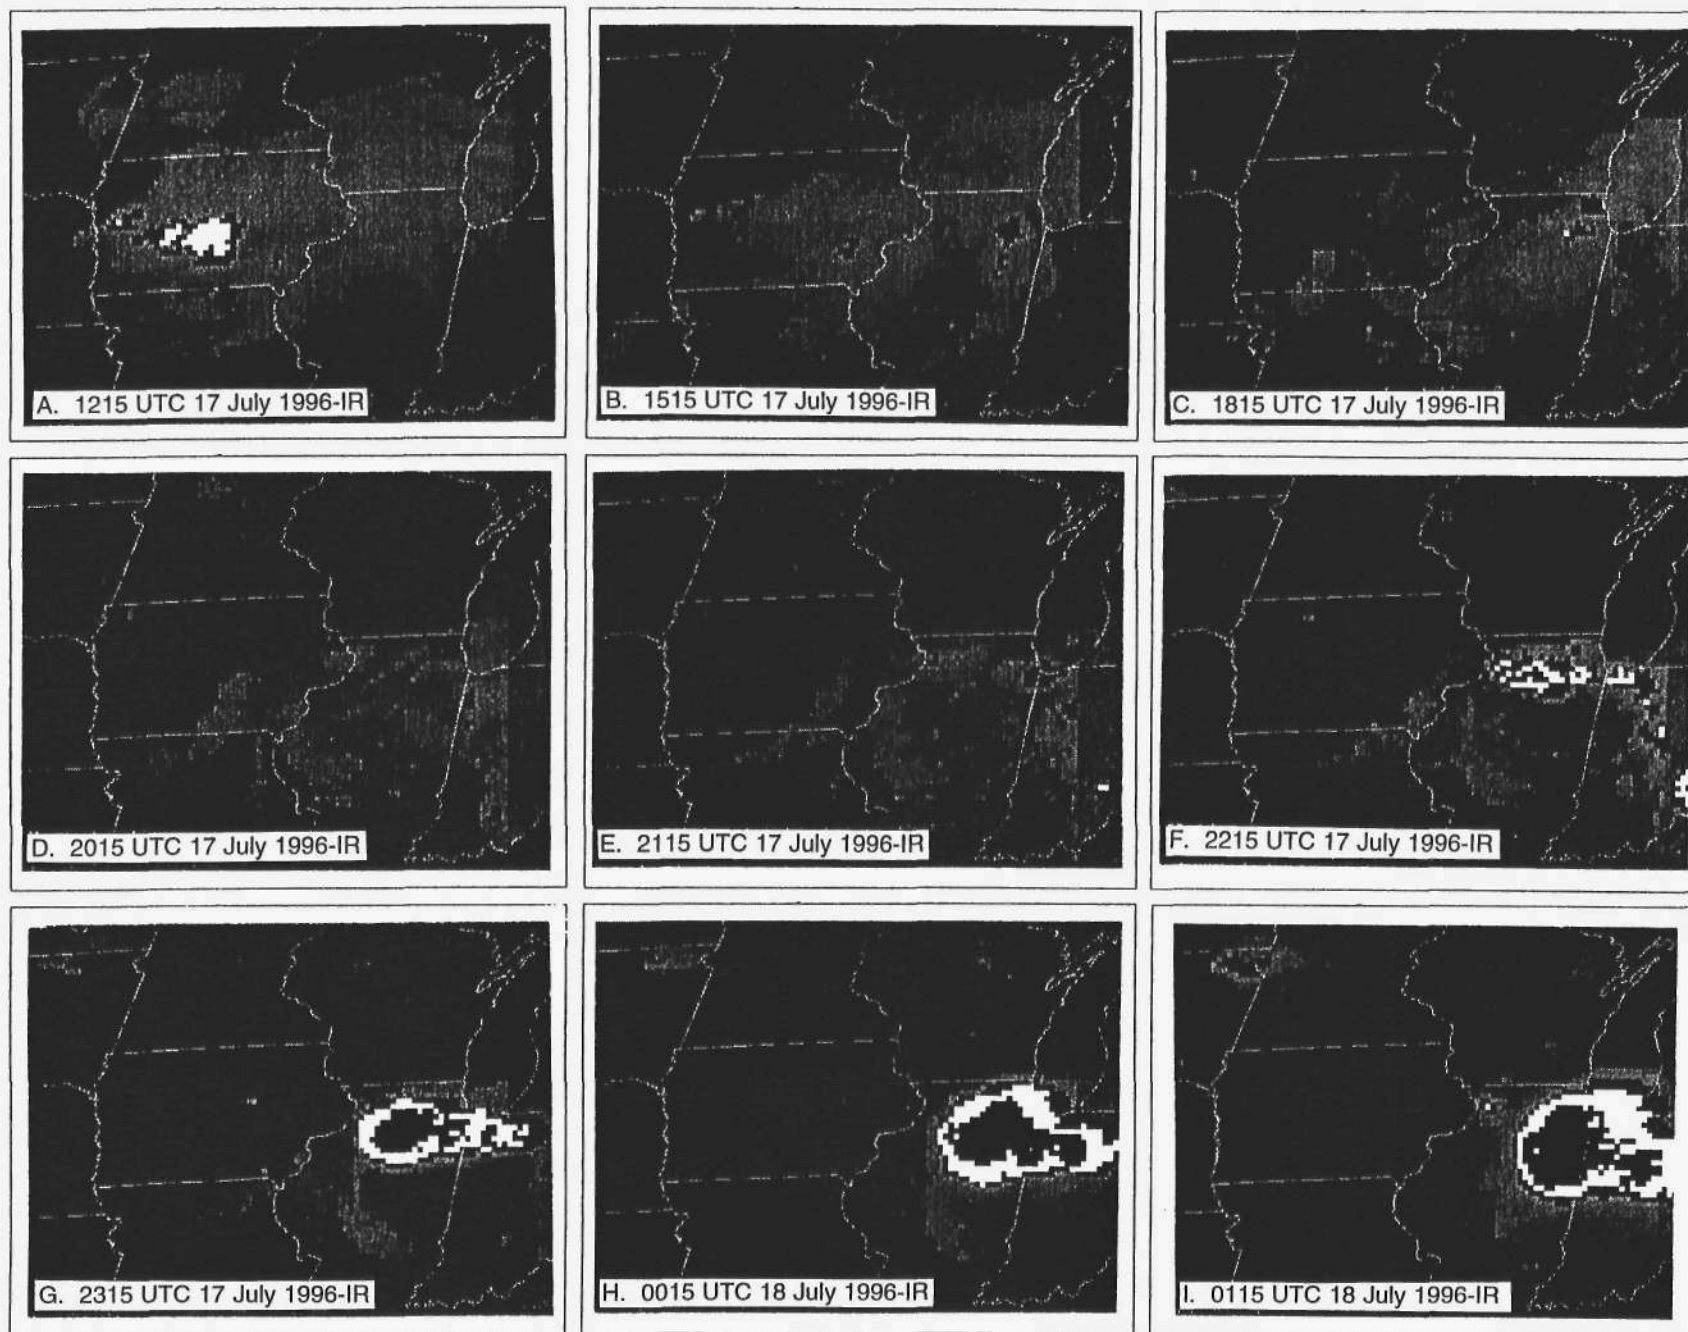 A. 1215 UTC 17 July 1996-IR
B. 1515 UTC 17 July 1996-IR
C. 1815 UTC 17 July 1996-IR
D. 2015 UTC 17 July 1996-IR
E. 2115 UTC 17 July 1996-IR
F. 2215 UTC 17 July 1996-IR
G. 2315 UTC 17 July 1996-IR
H. 0015 UTC 18 July 1996-IR
I. 0115 UTC 18 July 1996-IR